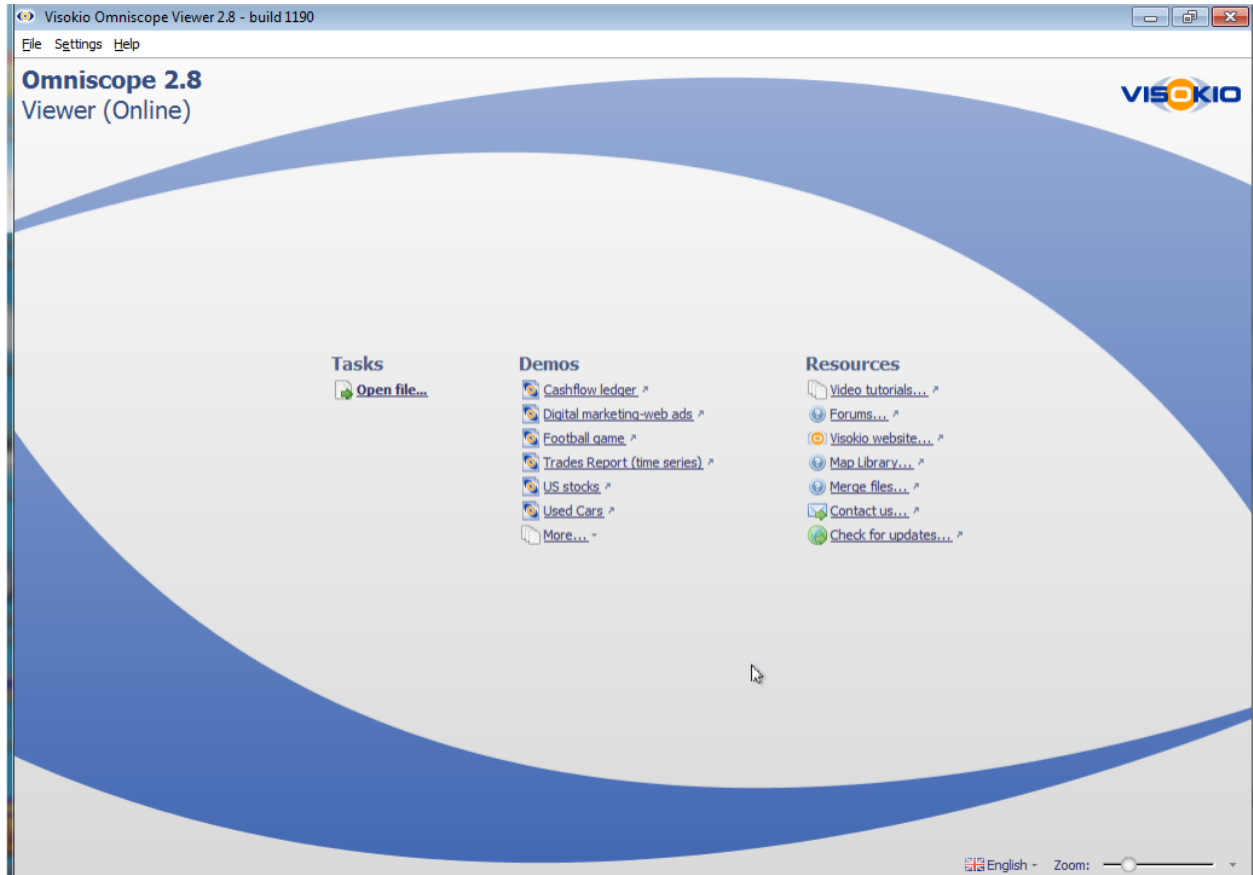 Visokio Omniscope Viewer 2.8 - build 1190
File Settings Help
Omniscope 2.8
Viewer (Online)
VISOKIO
Tasks
Open file...
Demos
Cashflow ledger
Digital marketing-web ads
Football game
Trades Report (time series)
US stocks
Used Cars
More...
Resources
Video tutorials...
Forums...
Visokio website...
Map Library...
Merge files...
Contact us...
Check for updates...
English Zoom: